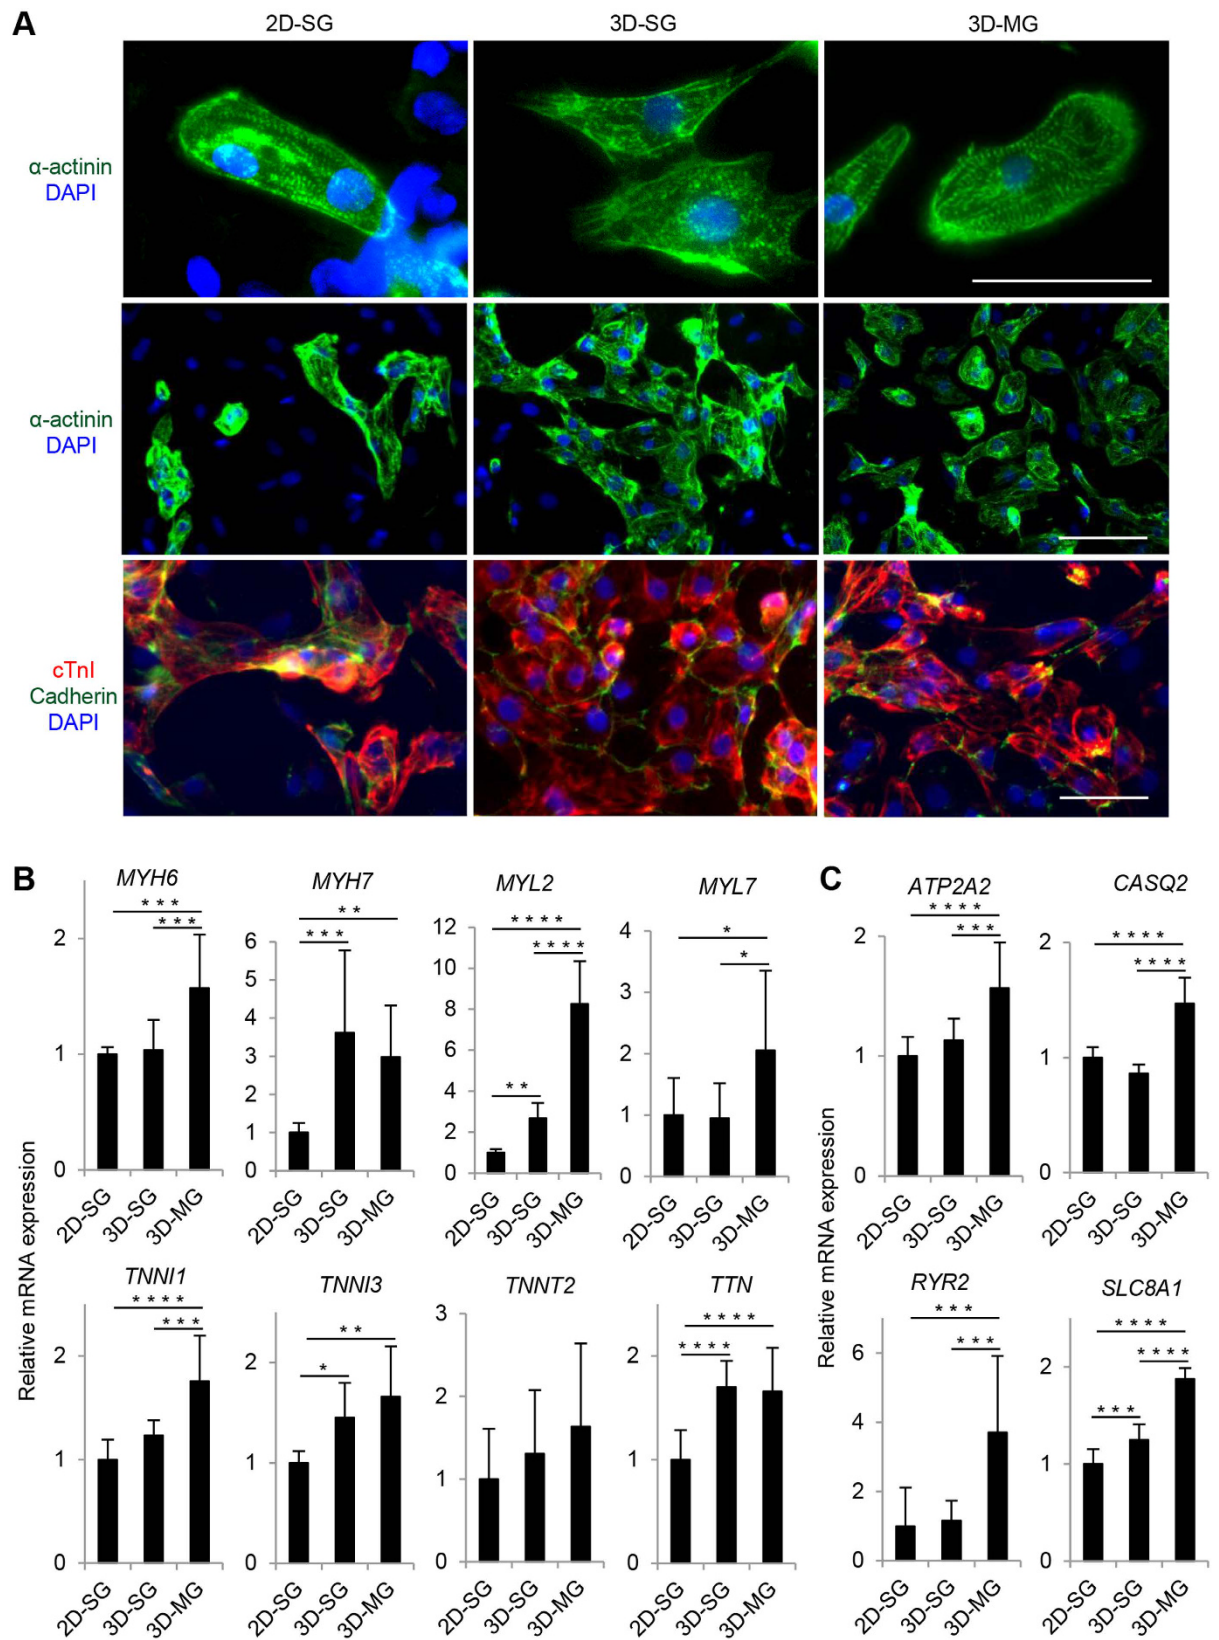 A
2D-SG 3D-SG 3D-MG
α-actinin
DAPI
α-actinin
DAPI
cTnI
Cadherin
DAPI
B
C
Relative mRNA expression
MYH6
* * *
* * *
2
1
0
2D-SG 3D-SG 3D-MG
MYH7
* *
* * *
6
5
4
3
2
1
0
2D-SG 3D-SG 3D-MG
MYL2
* * * *
* * * *
* *
12
10
8
6
4
2
0
2D-SG 3D-SG 3D-MG
MYL7
*
*
4
3
2
1
0
2D-SG 3D-SG 3D-MG
TNNI1
* * * *
* * *
2
1
0
2D-SG 3D-SG 3D-MG
TNNI3
* *
*
2
1
0
2D-SG 3D-SG 3D-MG
TNNT2
3
2
1
0
2D-SG 3D-SG 3D-MG
TTN
* * * *
* * * *
2
1
0
2D-SG 3D-SG 3D-MG
Relative mRNA expression
ATP2A2
* * * *
* * *
2
1
0
2D-SG 3D-SG 3D-MG
CASQ2
* * * *
* * * *
2
1
0
2D-SG 3D-SG 3D-MG
RYR2
* * *
* * *
6
4
2
0
2D-SG 3D-SG 3D-MG
SLC8A1
* * * *
* * * *
* * *
2
1
0
2D-SG 3D-SG 3D-MG